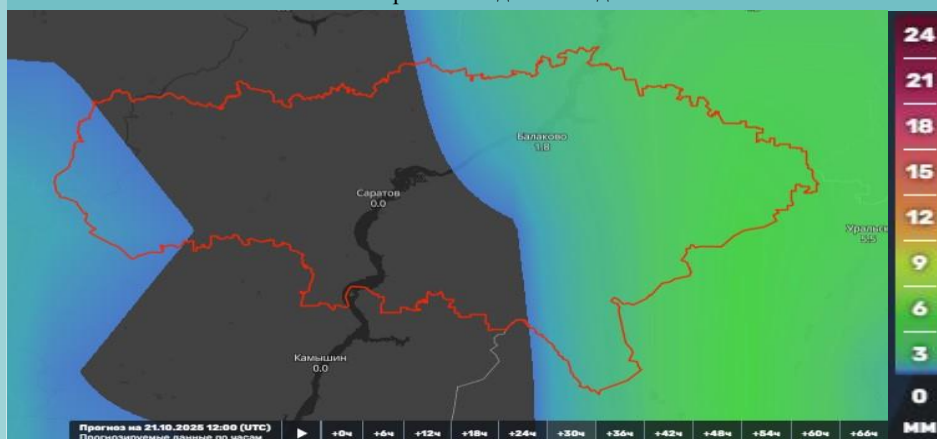 24
21
18
15
12
9
6
3
0
ММ
Балаково
1.8
Саратов
0.0
Уральск
5.5
Камышин
0.0
Прогноз на 21.10.2025 12:00 (UTC)
Прогнозируемые данные по часам
+0ч +6ч +12ч +18ч +24ч +30ч +36ч +42ч +48ч +54ч +60ч +66ч